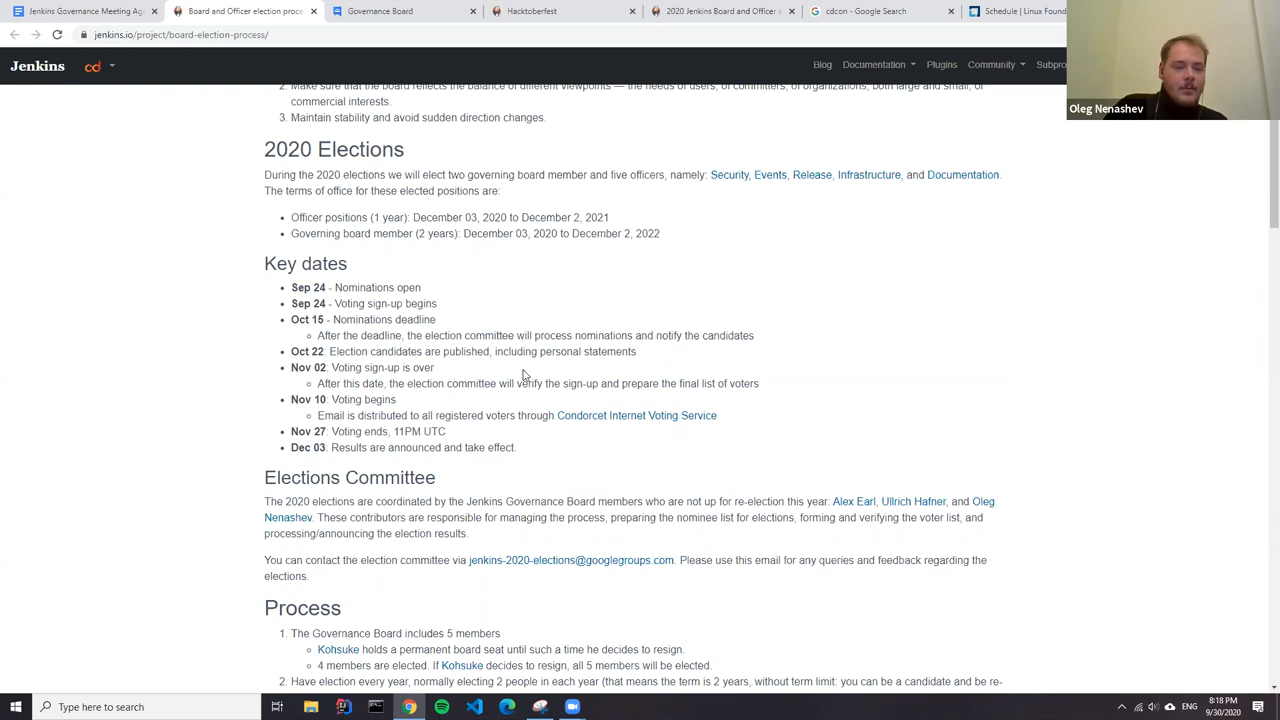 Jenkins Governance Meeting Ag
Board and Officer election proce
Governance Board
Hacktoberfest
2020 Jenkins Board and Officer
cdcon - Google Search
Schedule | Linux Found
jenkins.io/project/board-election-process/
Jenkins
cd
Blog
Documentation
Plugins
Community
Subpro
Oleg Nenashev
2. Make sure that the board reflects the balance of different viewpoints — the needs of users, of committers, of organizations, both large and small, of
commercial interests.
3. Maintain stability and avoid sudden direction changes.
2020 Elections
During the 2020 elections we will elect two governing board member and five officers, namely: Security, Events, Release, Infrastructure, and Documentation.
The terms of office for these elected positions are:
• Officer positions (1 year): December 03, 2020 to December 2, 2021
• Governing board member (2 years): December 03, 2020 to December 2, 2022
Key dates
• Sep 24 - Nominations open
• Sep 24 - Voting sign-up begins
• Oct 15 - Nominations deadline
◦ After the deadline, the election committee will process nominations and notify the candidates
• Oct 22: Election candidates are published, including personal statements
• Nov 02: Voting sign-up is over
◦ After this date, the election committee will verify the sign-up and prepare the final list of voters
• Nov 10: Voting begins
◦ Email is distributed to all registered voters through Condorcet Internet Voting Service
• Nov 27: Voting ends, 11PM UTC
• Dec 03: Results are announced and take effect.
Elections Committee
The 2020 elections are coordinated by the Jenkins Governance Board members who are not up for re-election this year: Alex Earl, Ullrich Hafner, and Oleg
Nenashev. These contributors are responsible for managing the process, preparing the nominee list for elections, forming and verifying the voter list, and
processing/announcing the election results.
You can contact the election committee via jenkins-2020-elections@googlegroups.com. Please use this email for any queries and feedback regarding the
elections.
Process
1. The Governance Board includes 5 members
◦ Kohsuke holds a permanent board seat until such a time he decides to resign.
◦ 4 members are elected. If Kohsuke decides to resign, all 5 members will be elected.
2. Have election every year, normally electing 2 people in each year (that means the term is 2 years, without term limit: you can be a candidate and be re-
Type here to search
ENG
8:18 PM
9/30/2020